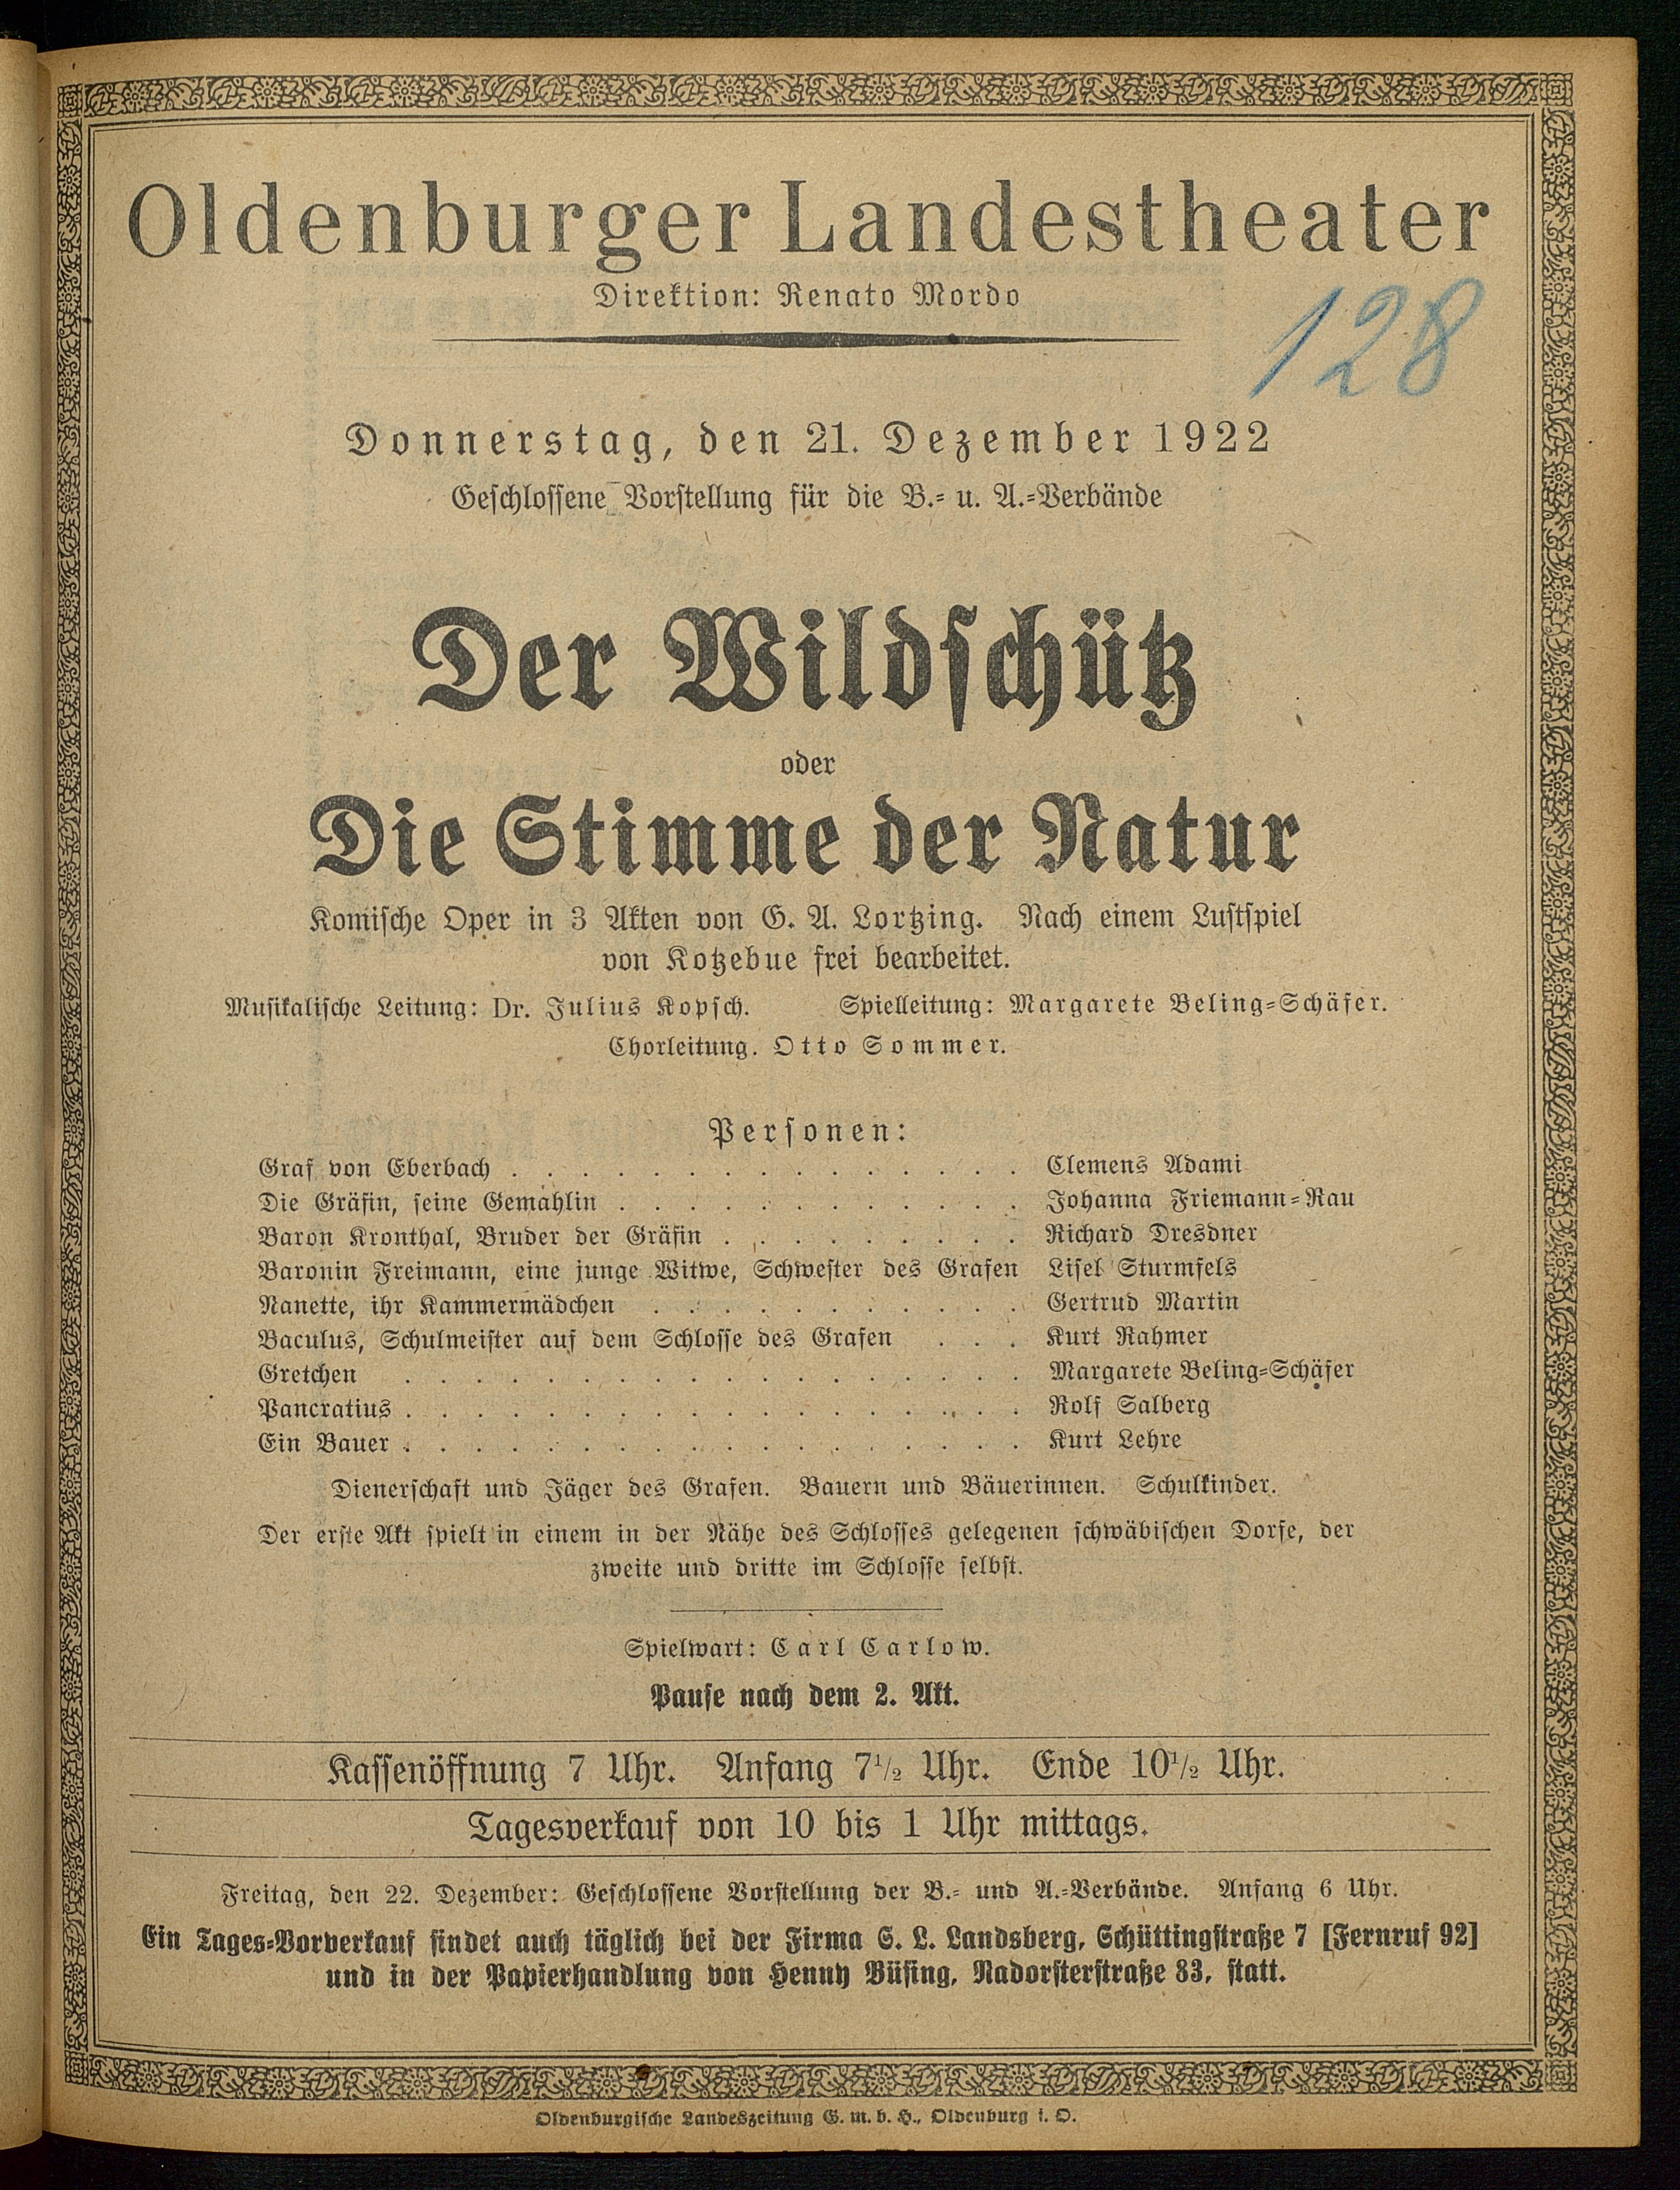 Oldenburger Landestheater
Direktion: Renato Mordo
128
Donnerstag, den 21. Dezember 1922
Geschlossene Vorstellung für die B.- u. A.-Verbände
Der Wildschütz
oder
Die Stimme der Natur
Komische Oper in 3 Akten von G. A. Lortzing. Nach einem Lustspiel
von Kotzebue frei bearbeitet.
Musikalische Leitung: Dr. Julius Kopsch. Spielleitung: Margarete Beling-Schäfer.
Chorleitung. Otto Sommer.
Personen:
Graf von Eberbach . . . . . . . . . . . . . . . Clemens Adami
Die Gräfin, seine Gemahlin . . . . . . . . . . . . Johanna Friemann-Rau
Baron Kronthal, Bruder der Gräfin . . . . . . . . . Richard Dresdner
Baronin Freimann, eine junge Witwe, Schwester des Grafen Lisel Sturmfels
Nanette, ihr Kammermädchen . . . . . . . . . . . Gertrud Martin
Baculus, Schulmeister auf dem Schlosse des Grafen . . . Kurt Rahmer
Gretchen . . . . . . . . . . . . . . . . . . Margarete Beling-Schäfer
Pancratius . . . . . . . . . . . . . . . . . . Rolf Salberg
Ein Bauer . . . . . . . . . . . . . . . . . . Kurt Lehre
Dienerschaft und Jäger des Grafen. Bauern und Bäuerinnen. Schulkinder.
Der erste Akt spielt in einem in der Nähe des Schlosses gelegenen schwäbischen Dorfe, der
zweite und dritte im Schlosse selbst.
Spielwart: Carl Carlow.
Pause nach dem 2. Akt.
Kassenöffnung 7 Uhr. Anfang 7½ Uhr. Ende 10½ Uhr.
Tagesverkauf von 10 bis 1 Uhr mittags.
Freitag, den 22. Dezember: Geschlossene Vorstellung der B.- und A.-Verbände. Anfang 6 Uhr.
Ein Tages-Vorverkauf findet auch täglich bei der Firma S. L. Landsberg, Schüttingstraße 7 [Fernruf 92]
und in der Papierhandlung von Henny Büsing, Nadorsterstraße 83, statt.
Oldenburgische Landeszeitung G. m. b. H., Oldenburg i. O.